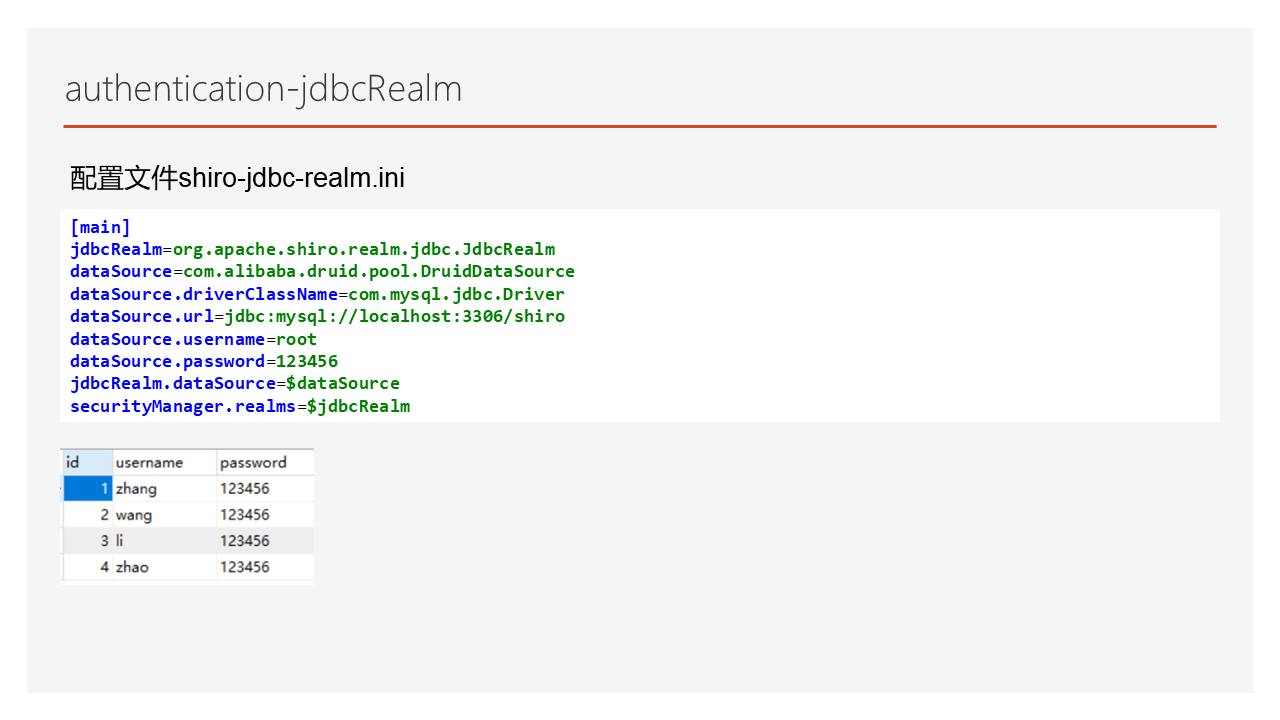 authentication-jdbcRealm
配置文件shiro-jdbc-realm.ini
[main]
jdbcRealm=org.apache.shiro.realm.jdbc.JdbcRealm
dataSource=com.alibaba.druid.pool.DruidDataSource
dataSource.driverClassName=com.mysql.jdbc.Driver
dataSource.url=jdbc:mysql://localhost:3306/shiro
dataSource.username=root
dataSource.password=123456
jdbcRealm.dataSource=$dataSource
securityManager.realms=$jdbcRealm
id username password
1 zhang 123456
2 wang 123456
3 li 123456
4 zhao 123456